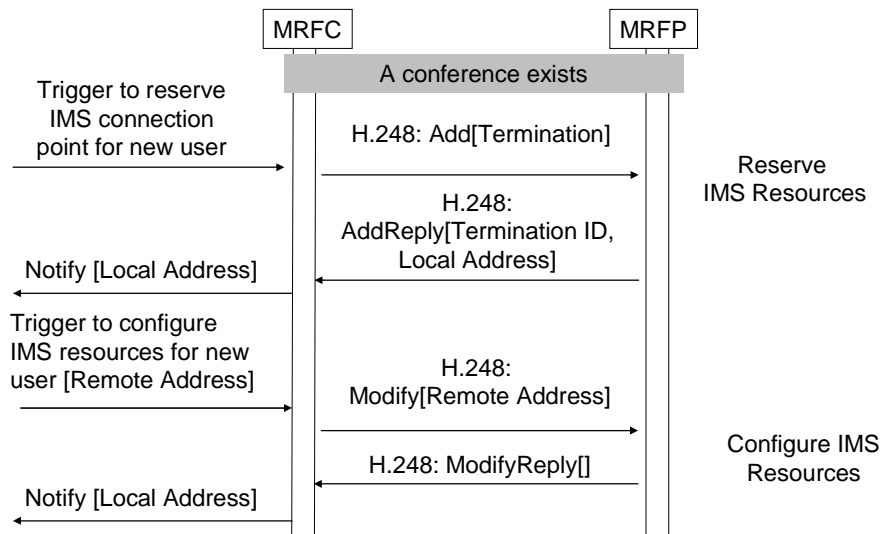 MRFC
MRFP
A conference exists
Trigger to reserve
IMS connection
point for new user
H.248: Add[Termination]
Reserve
IMS Resources
H.248:
AddReply[Termination ID,
Local Address]
Notify [Local Address]
Trigger to configure
IMS resources for new
user [Remote Address]
H.248:
Modify[Remote Address]
Configure IMS
Resources
H.248: ModifyReply[]
Notify [Local Address]